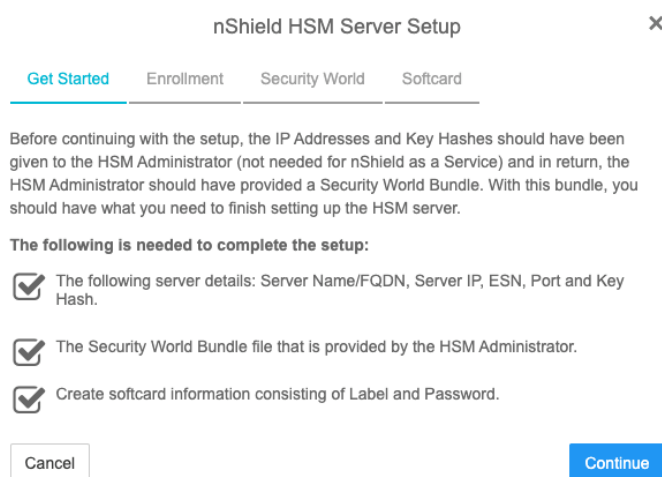 nShield HSM Server Setup
Get Started
Enrollment
Security World
Softcard
Before continuing with the setup, the IP Addresses and Key Hashes should have been
given to the HSM Administrator (not needed for nShield as a Service) and in return, the
HSM Administrator should have provided a Security World Bundle. With this bundle, you
should have what you need to finish setting up the HSM server.
The following is needed to complete the setup:
The following server details: Server Name/FQDN, Server IP, ESN, Port and Key
Hash.
The Security World Bundle file that is provided by the HSM Administrator.
Create softcard information consisting of Label and Password.
Cancel
Continue